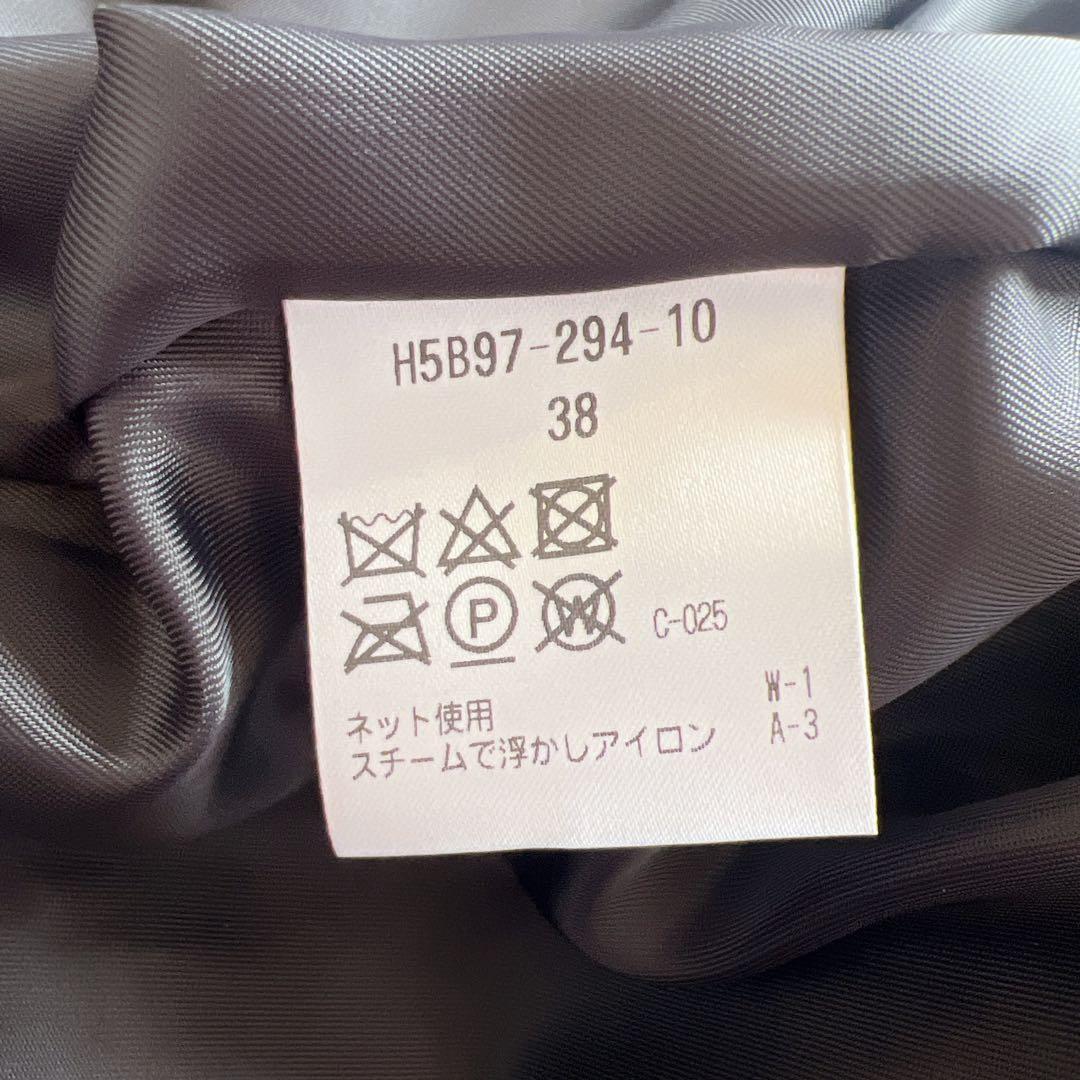 H5B97-294-10
38
P W C-025
ネット使用 W-1
スチームで浮かしアイロン A-3